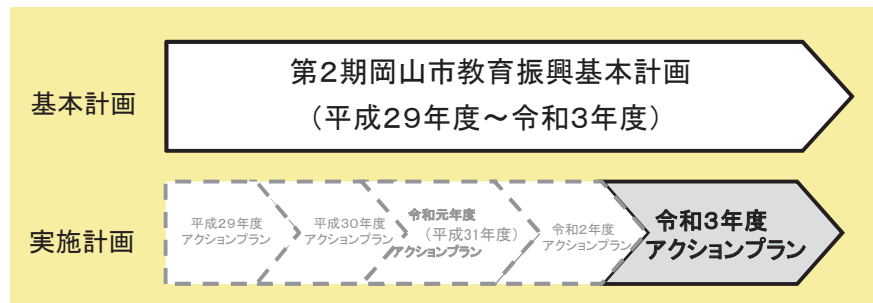 基本計画
第2期岡山市教育振興基本計画
（平成29年度～令和3年度）
実施計画
平成29年度
アクションプラン
平成30年度
アクションプラン
令和元年度
（平成31年度）
アクションプラン
令和2年度
アクションプラン
令和3年度
アクションプラン